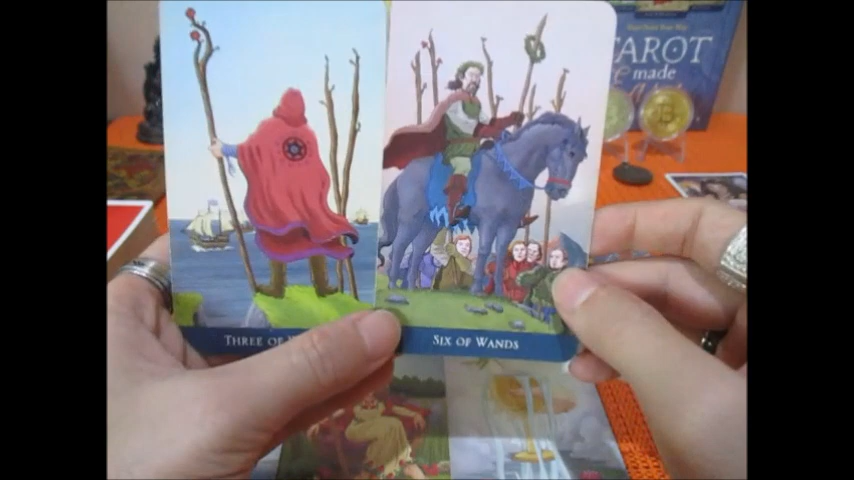 TAROT
made
THREE OF
SIX OF WANDS
B